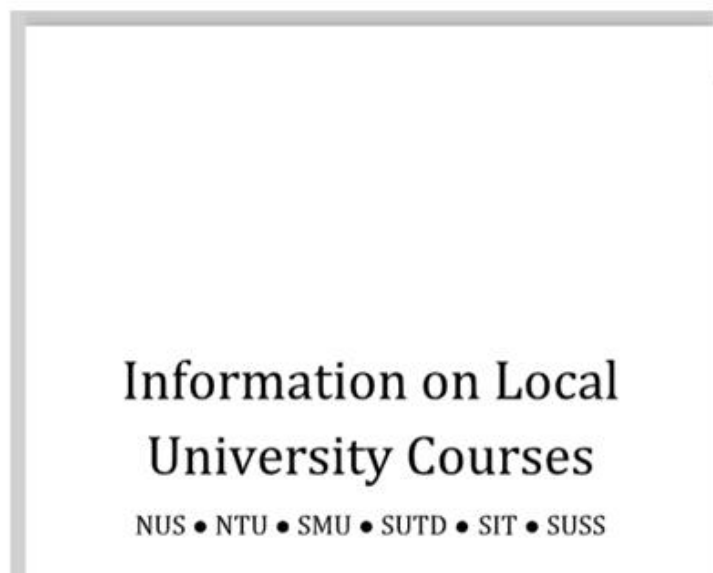 Information on Local
University Courses
NUS ● NTU ● SMU ● SUTD ● SIT ● SUSS